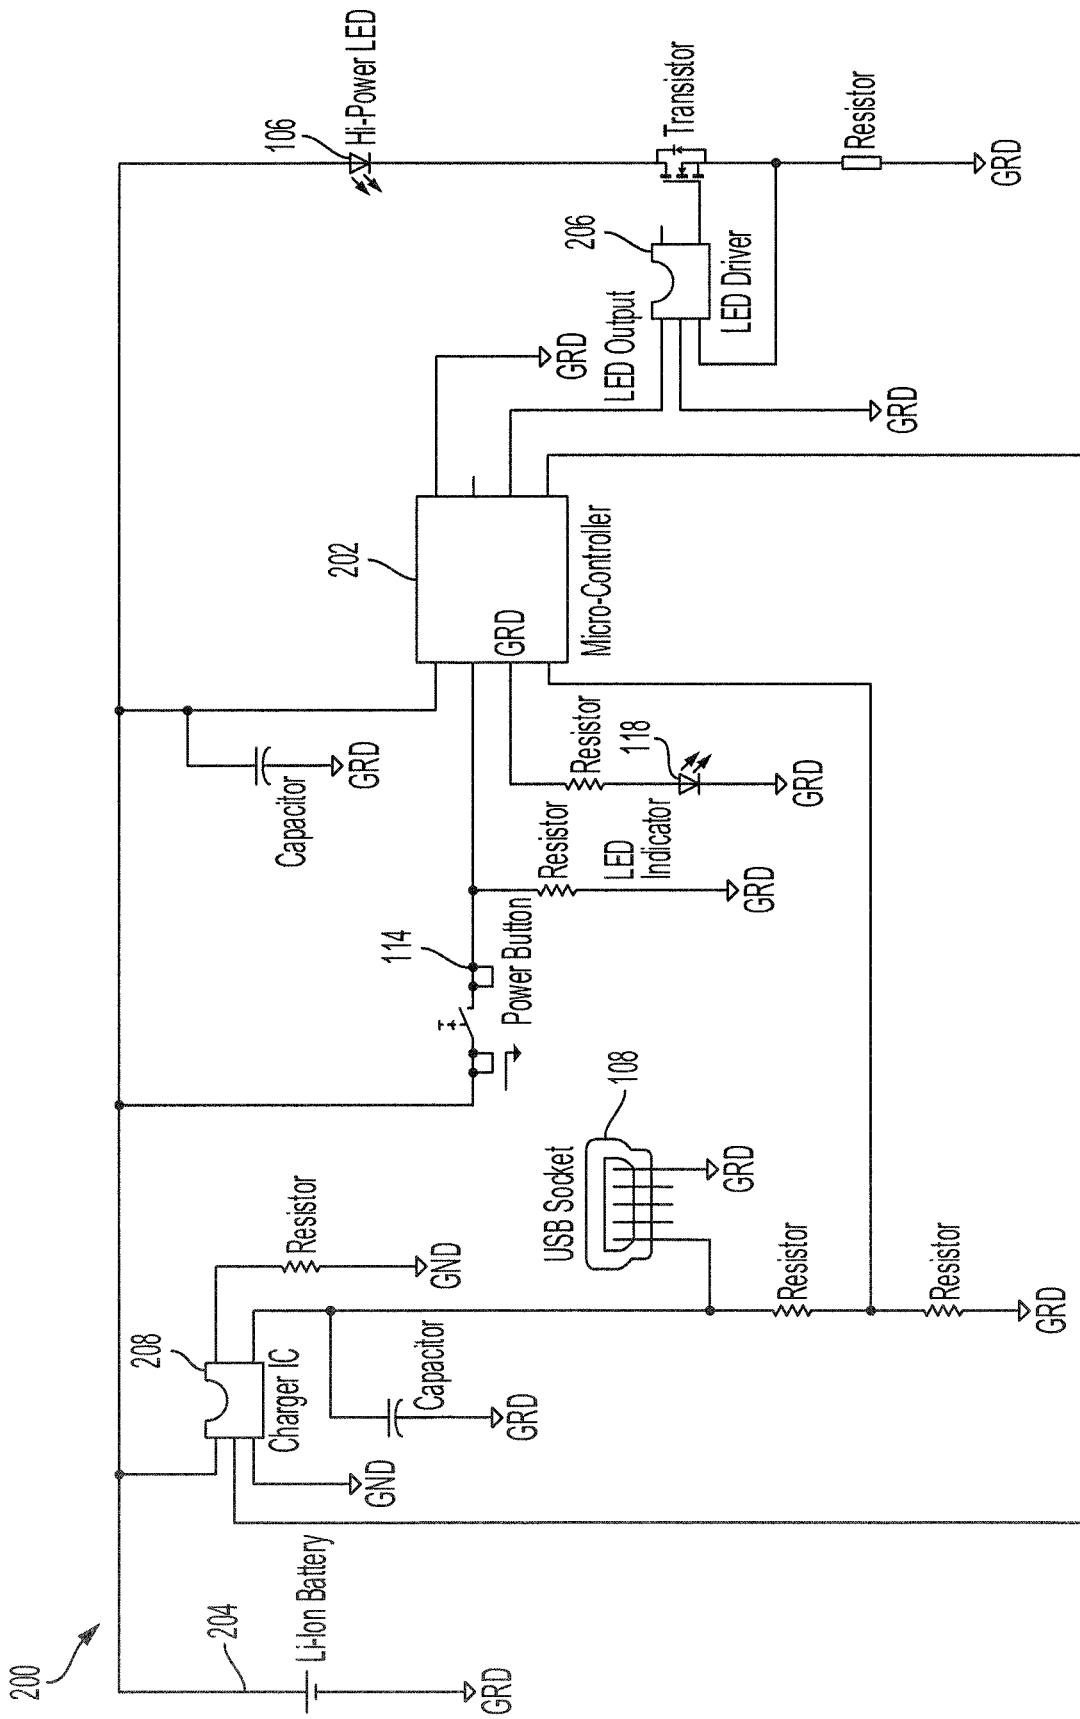 200
204
Li-Ion Battery
GRD
208
Charger IC
GND
Resistor
GND
Capacitor
GRD
USB Socket
108
GRD
Resistor
Resistor
GRD
114
Power Button
Capacitor
GRD
Resistor
GRD
LED
Indicator
Resistor
118
GRD
202
GRD
Micro-Controller
GRD
LED Output
206
LED Driver
GRD
106
Hi-Power LED
Transistor
Resistor
GRD